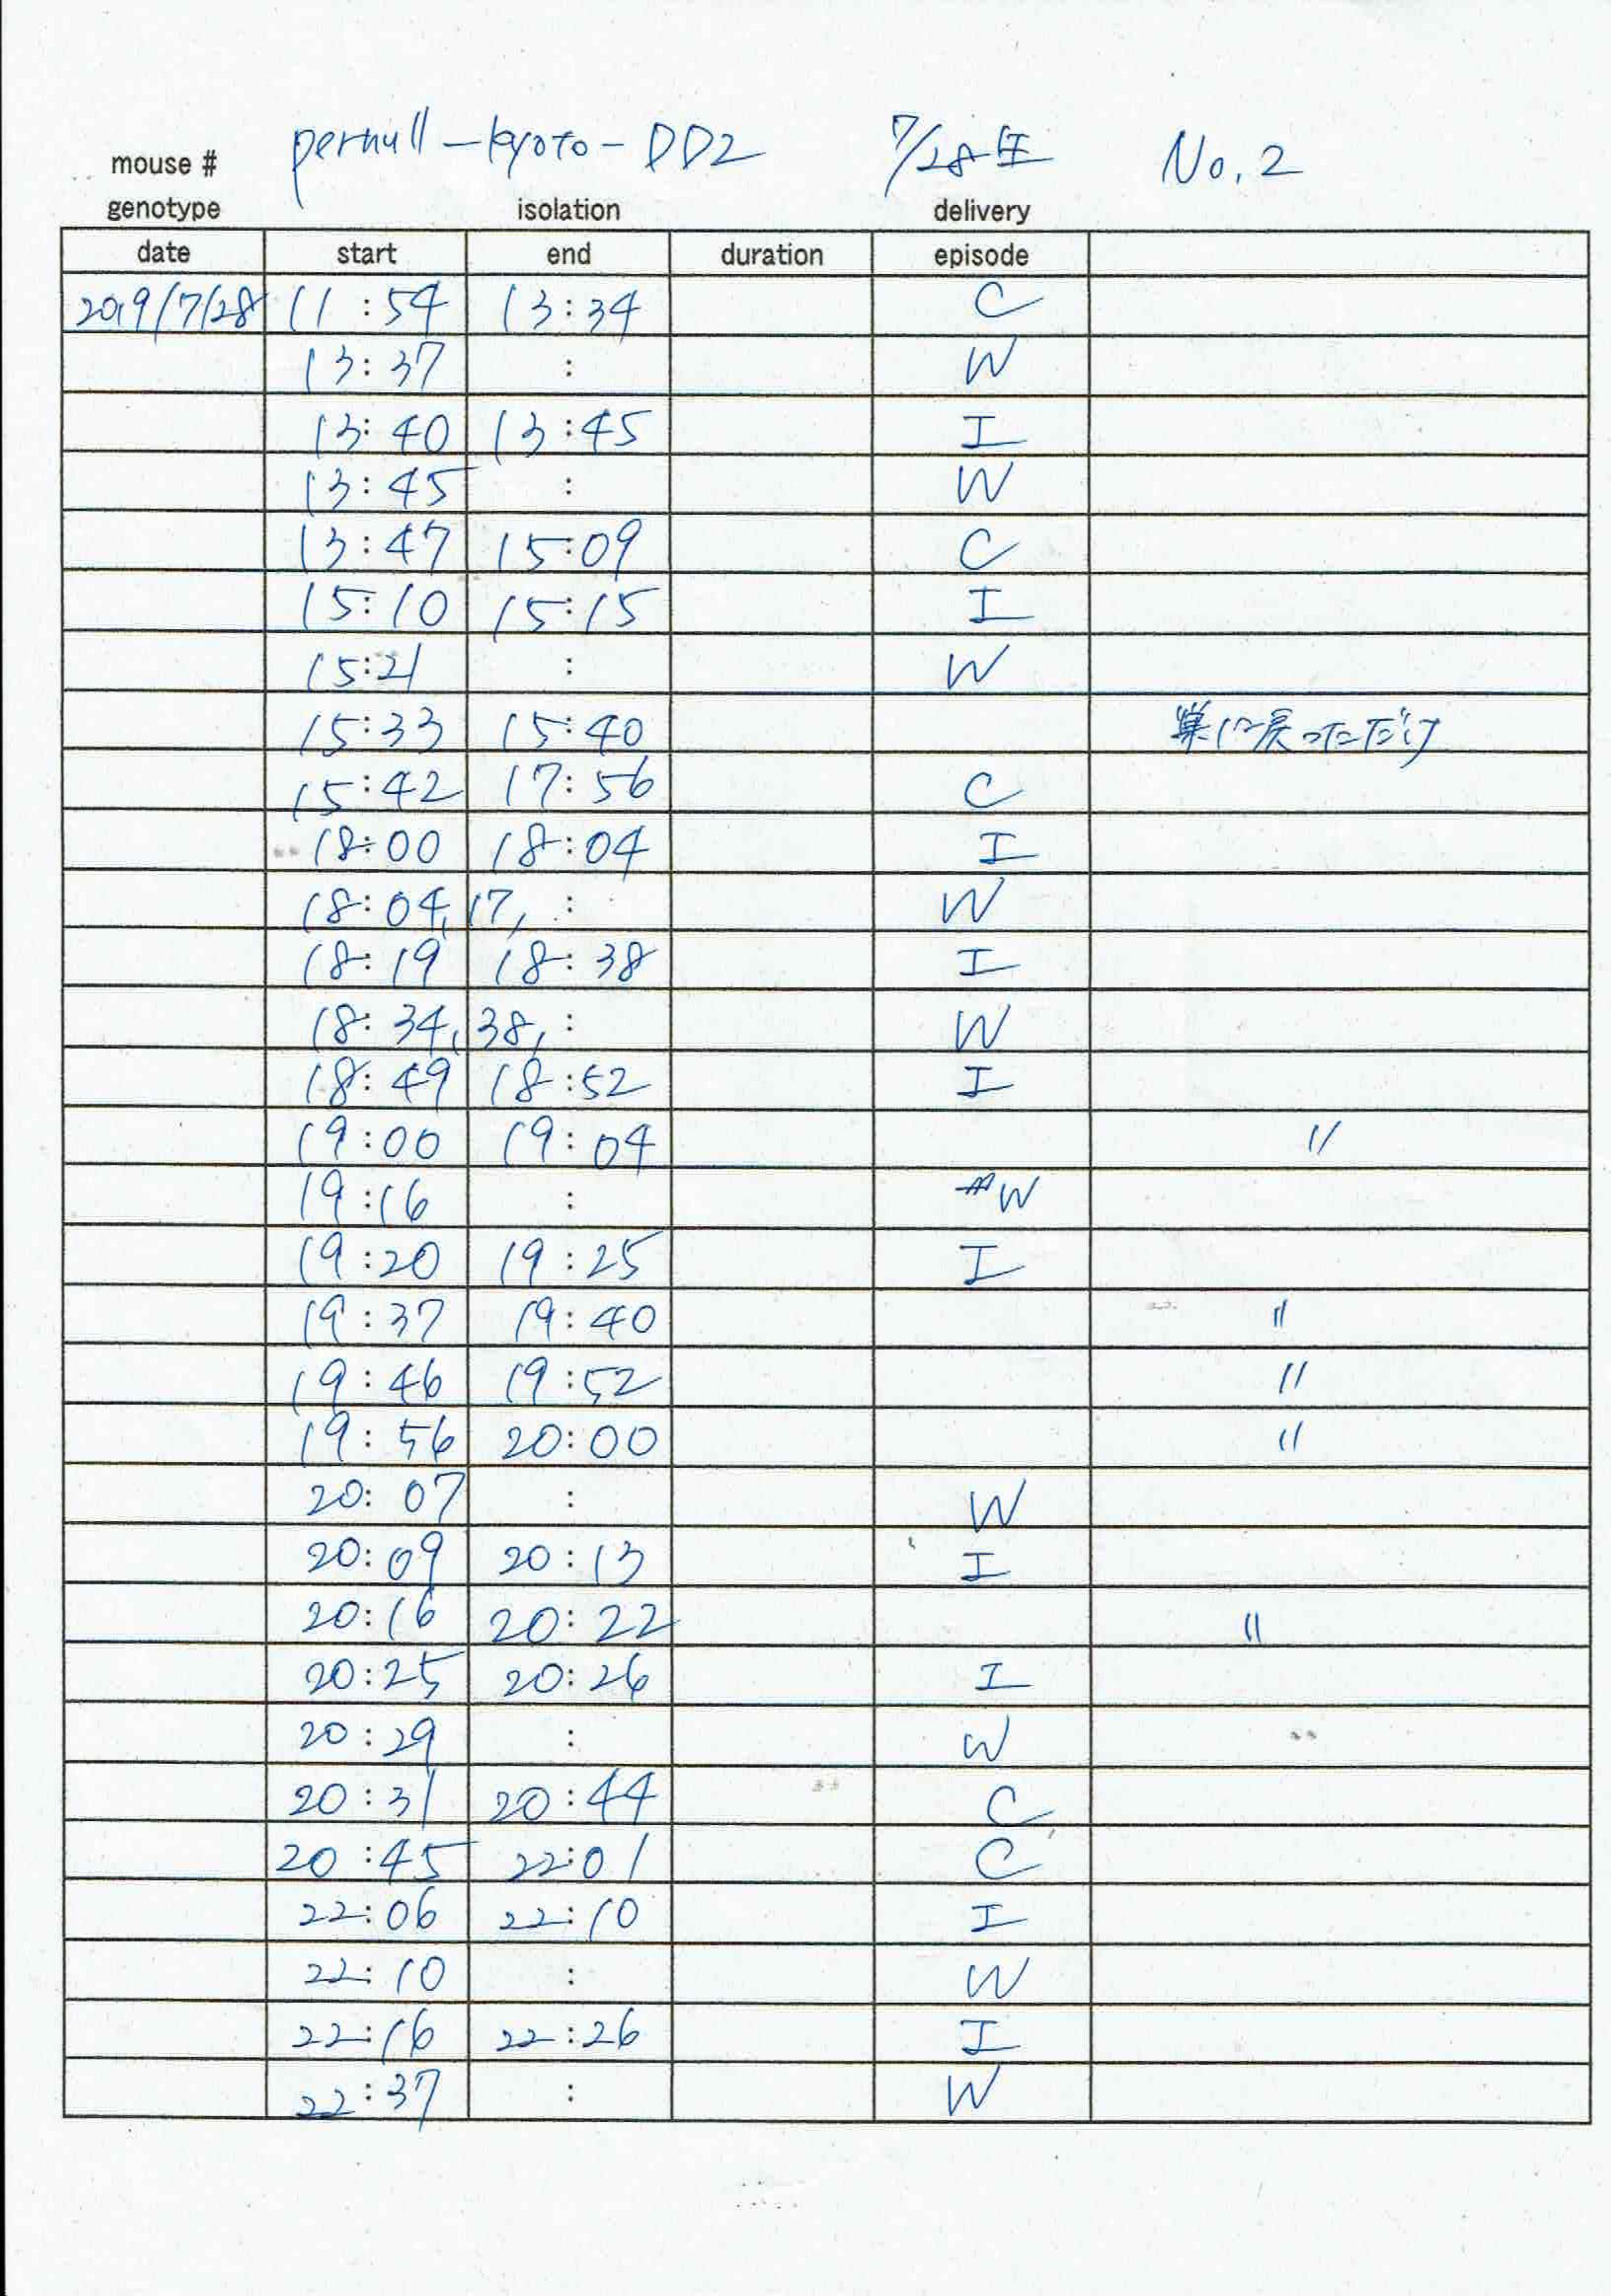 mouse # pernull-kyoto-DD2 7/28生 No.2
genotype isolation delivery
date start end duration episode
2019/7/28 11:54 13:34 C
13:37 : W
13:40 13:45 I
13:45 : W
13:47 15:09 C
15:10 15:15 I
15:21 : W
15:33 15:40 巣に戻っただけ
15:42 17:56 C
18:00 18:04 I
18:04,17, : W
18:19 18:38 I
18:34,38, : W
18:49 18:52 I
19:00 19:04 〃
19:16 : W
19:20 19:25 I
19:37 19:40 〃
19:46 19:52 〃
19:56 20:00 〃
20:07 : W
20:09 20:13 I
20:16 20:22 〃
20:25 20:26 I
20:29 : W
20:31 20:44 C
20:45 22:01 C
22:06 22:10 I
22:10 : W
22:16 22:26 I
22:37 : W